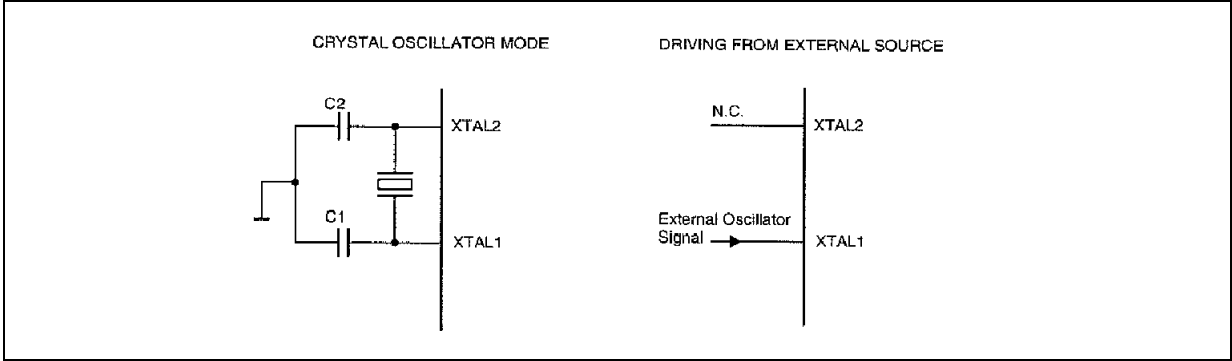 CRYSTAL OSCILLATOR MODE
C2
XTAL2
C1
XTAL1
DRIVING FROM EXTERNAL SOURCE
N.C.
XTAL2
External Oscillator
Signal
XTAL1